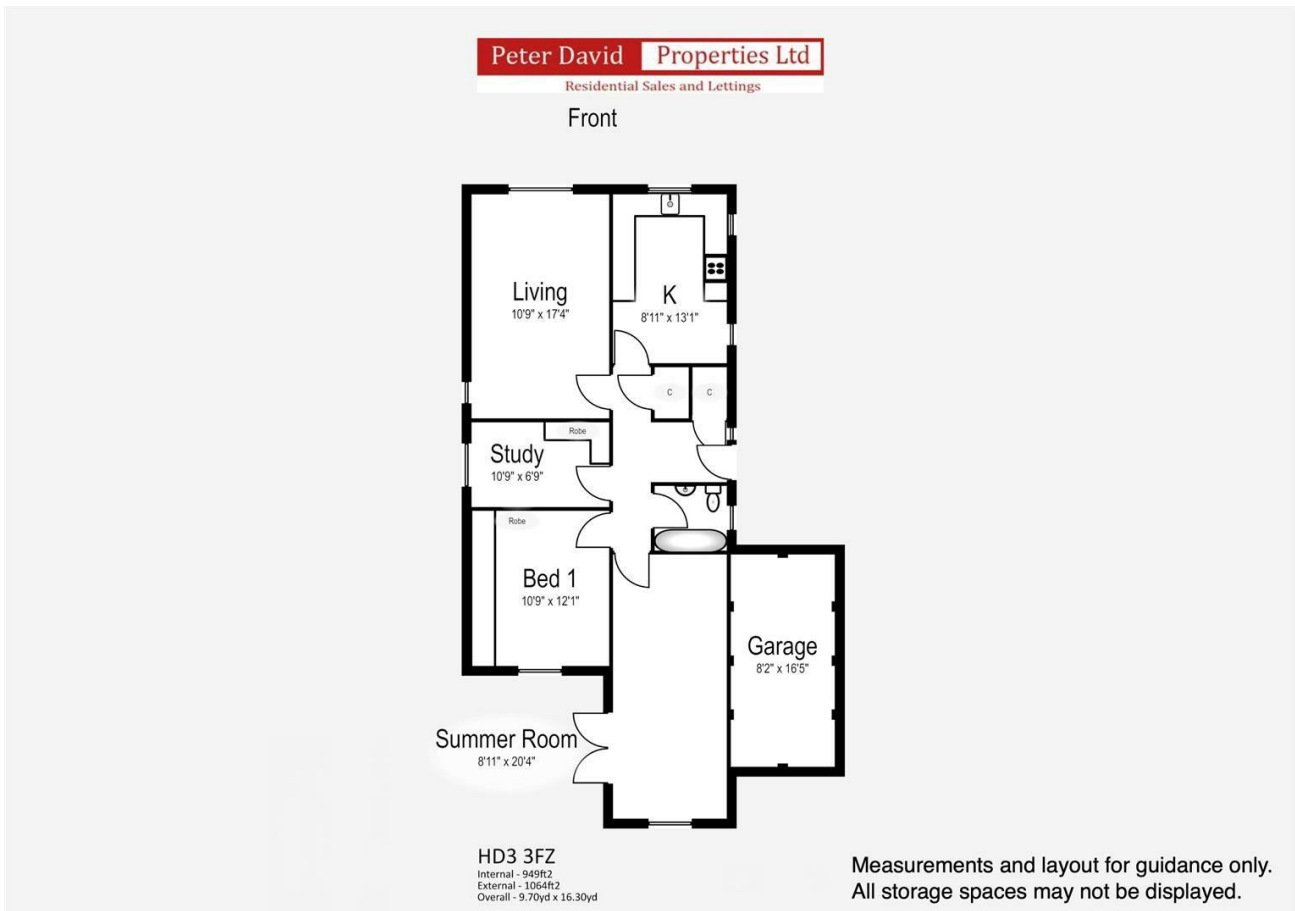 Peter David Properties Ltd
Residential Sales and Lettings
Front
Living
10'9" x 17'4"
K
8'11" x 13'1"
C
C
Robe
Study
10'9" x 6'9"
Robe
Bed 1
10'9" x 12'1"
Garage
8'2" x 16'5"
Summer Room
8'11" x 20'4"
HD3 3FZ
Internal - 949ft2
External - 1064ft2
Overall - 9.70yd x 16.30yd
Measurements and layout for guidance only.
All storage spaces may not be displayed.